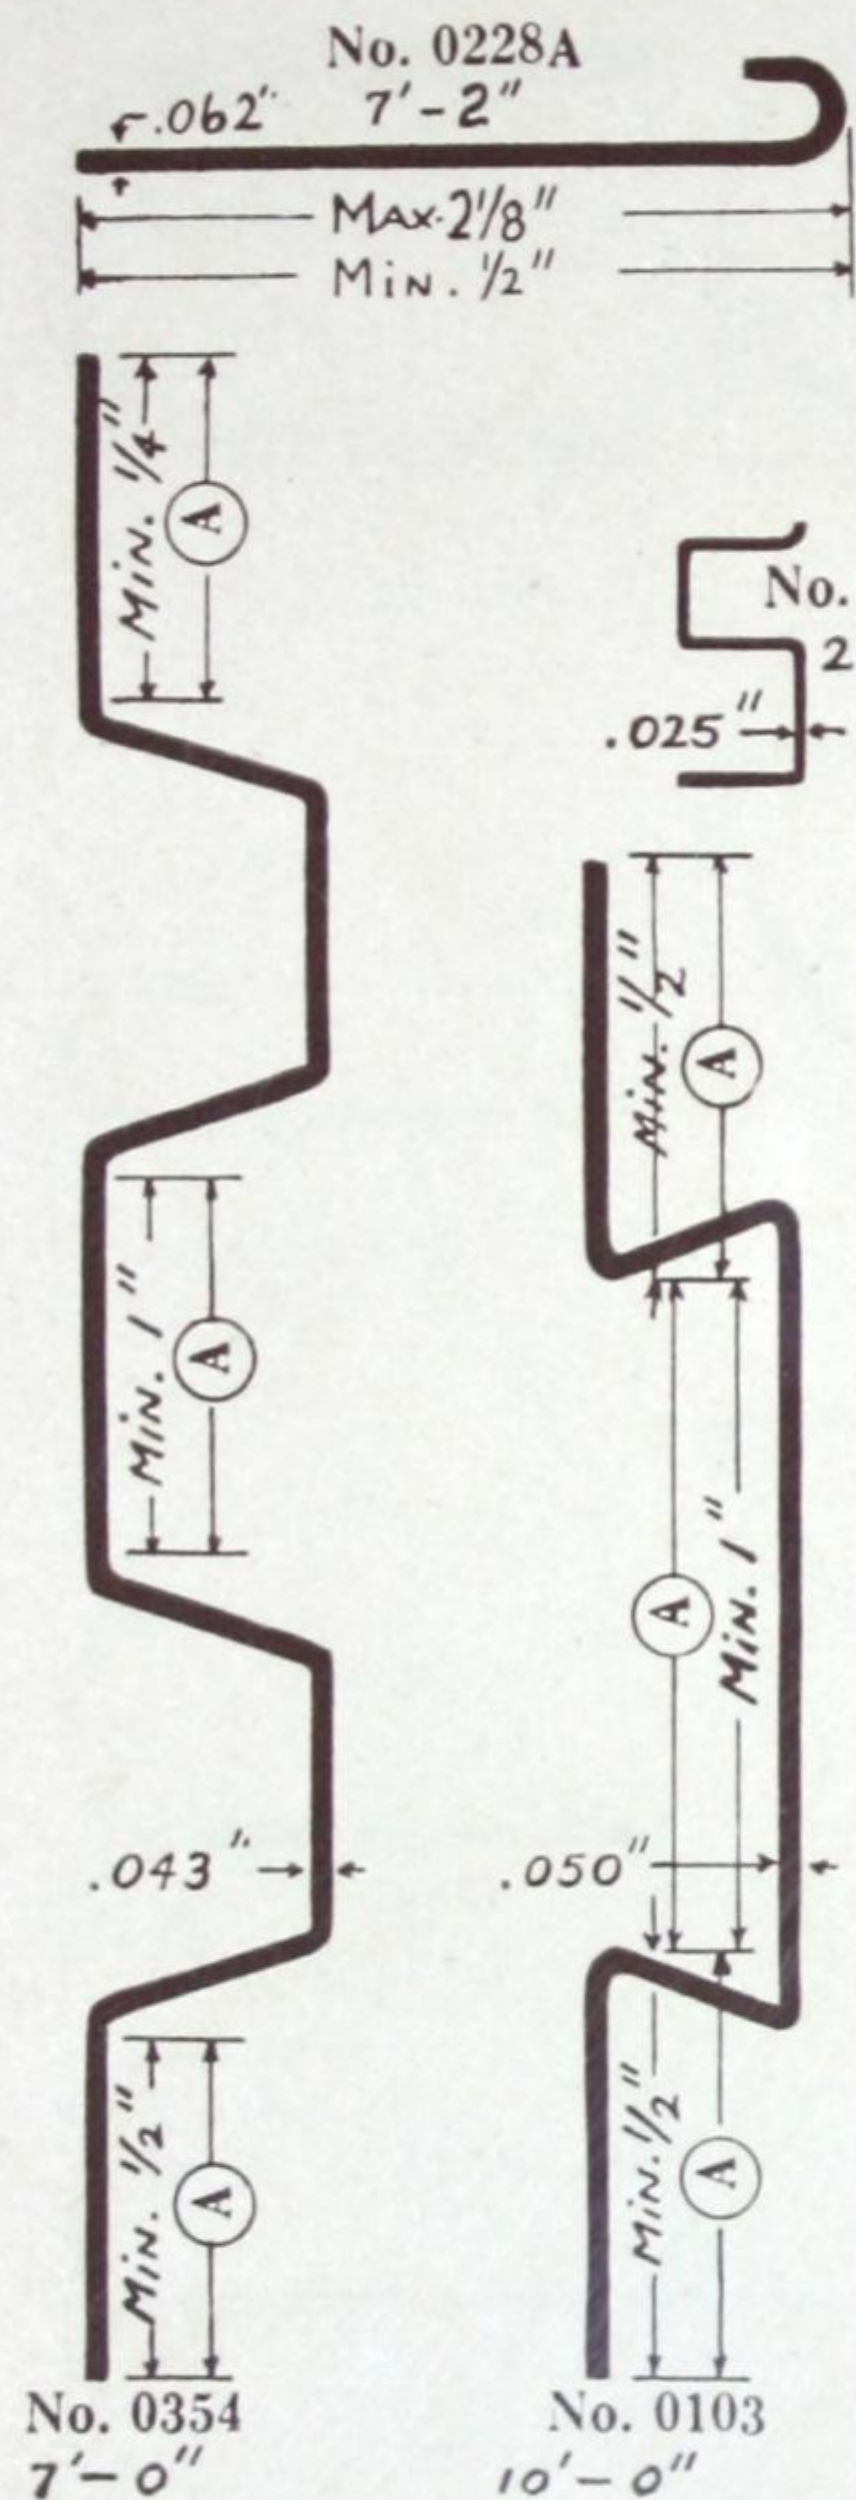 No. 0228A
.062" 7'-2"
MAX. 2 1/8"
MiN. 1/2"
MiN. 1/4"
A
No.
2
.025"
MiN. 1/2"
A
MiN. 1"
A
A
MiN. 1"
.043"
.050"
MiN. 1/2"
A
MiN. 1/2"
A
No. 0354
7'-0"
No. 0103
10'-0"